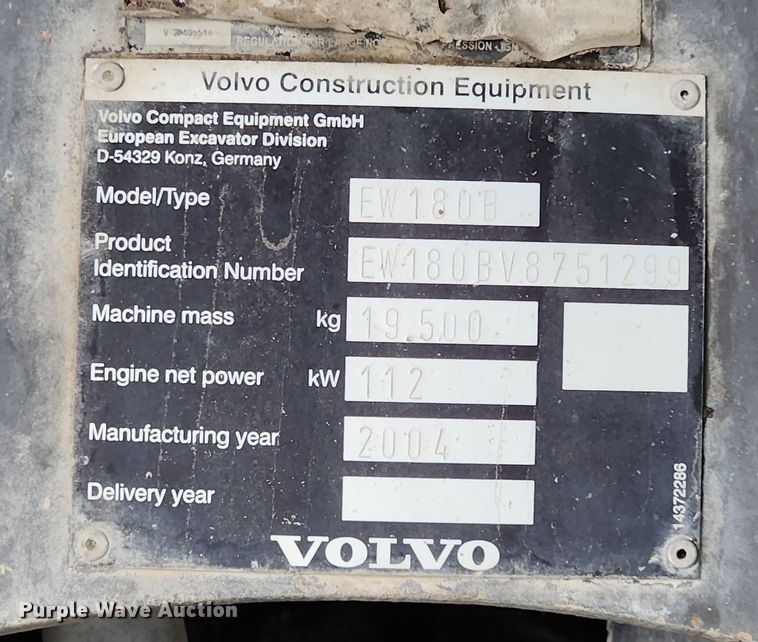 Volvo Construction Equipment
Volvo Compact Equipment GmbH
European Excavator Division
D-54329 Konz, Germany
Model/Type EW180B
Product
Identification Number EW180BV8751299
Machine mass kg 19.500
Engine net power kW 112
Manufacturing year 2004
Delivery year
14372286
VOLVO
Purple Wave Auction